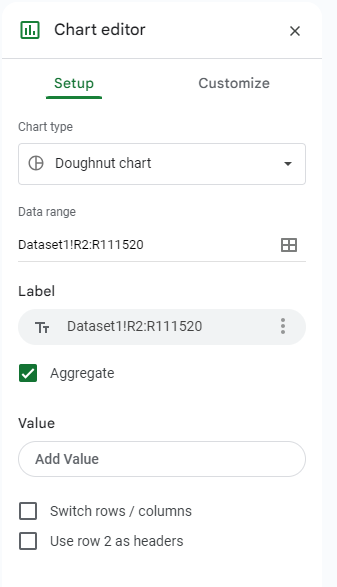 Chart editor
Setup Customize
Chart type
Doughnut chart
Data range
Dataset1!R2:R111520
Label
Tт Dataset1!R2:R111520
Aggregate
Value
Add Value
Switch rows / columns
Use row 2 as headers